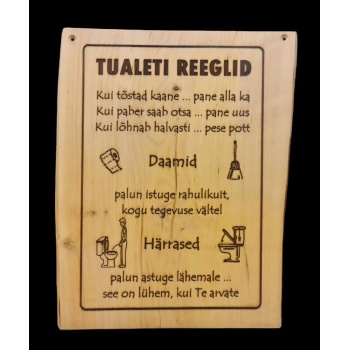 TUALETI REEGLID
Kui tõstad kaane ... pane alla ka
Kui paber saab otsa ... pane uus
Kui lõhnab halvasti ... pese pott
Daamid
palun istuge rahulikuit,
kogu tegevuse vältel
Härrased
palun astuge lähemale ...
see on lühem, kui Te arvate